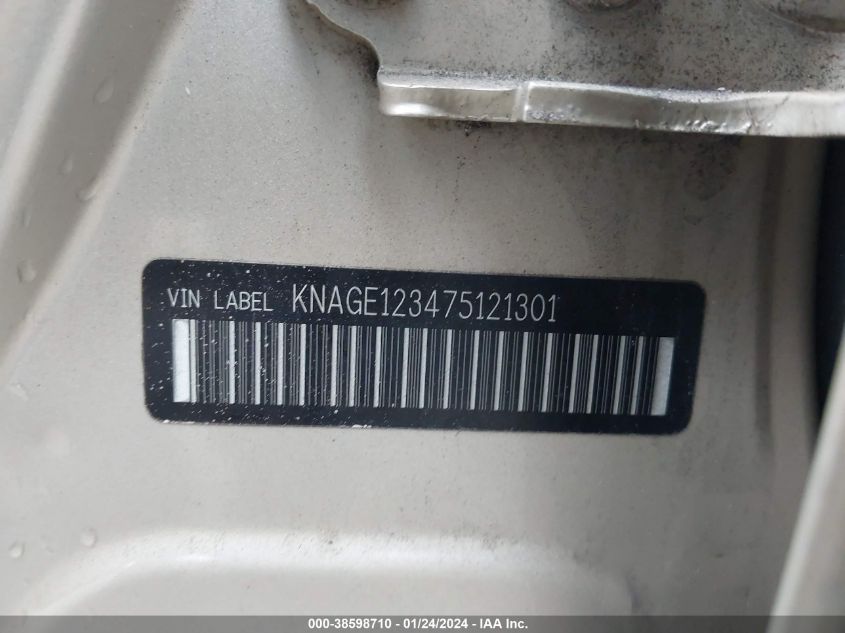 VIN LABEL KNAGE123475121301
000-38598710 - 01/24/2024 - IAA Inc.